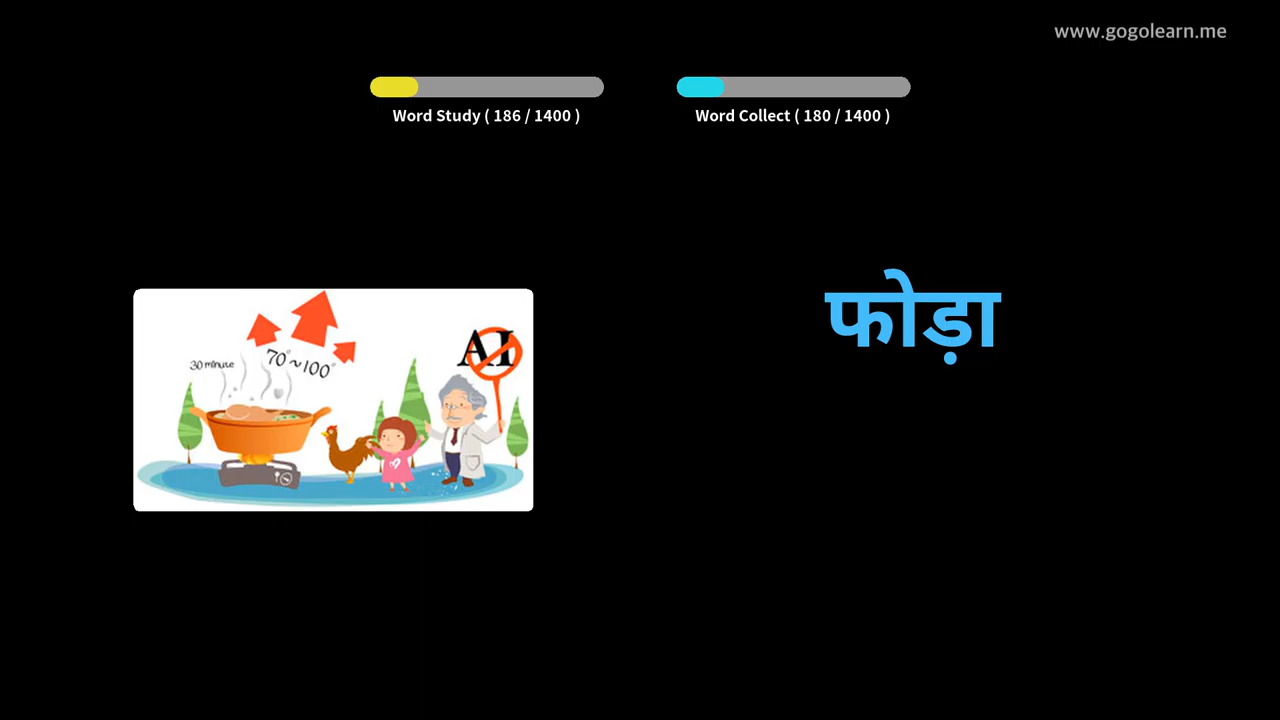 www.gogolearn.me
Word Study ( 186 / 1400 )
Word Collect ( 180 / 1400 )
फोड़ा
30 minute
70°~100°
AI